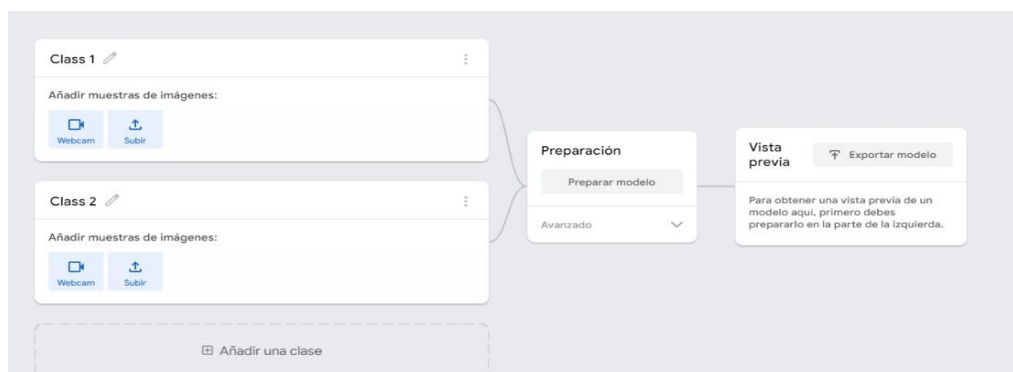 Class 1
Añadir muestras de imágenes:
Webcam
Subir
Class 2
Añadir muestras de imágenes:
Webcam
Subir
Añadir una clase
Preparación
Preparar modelo
Avanzado
Vista
previa
Exportar modelo
Para obtener una vista previa de un
modelo aquí, primero debes
prepararlo en la parte de la izquierda.